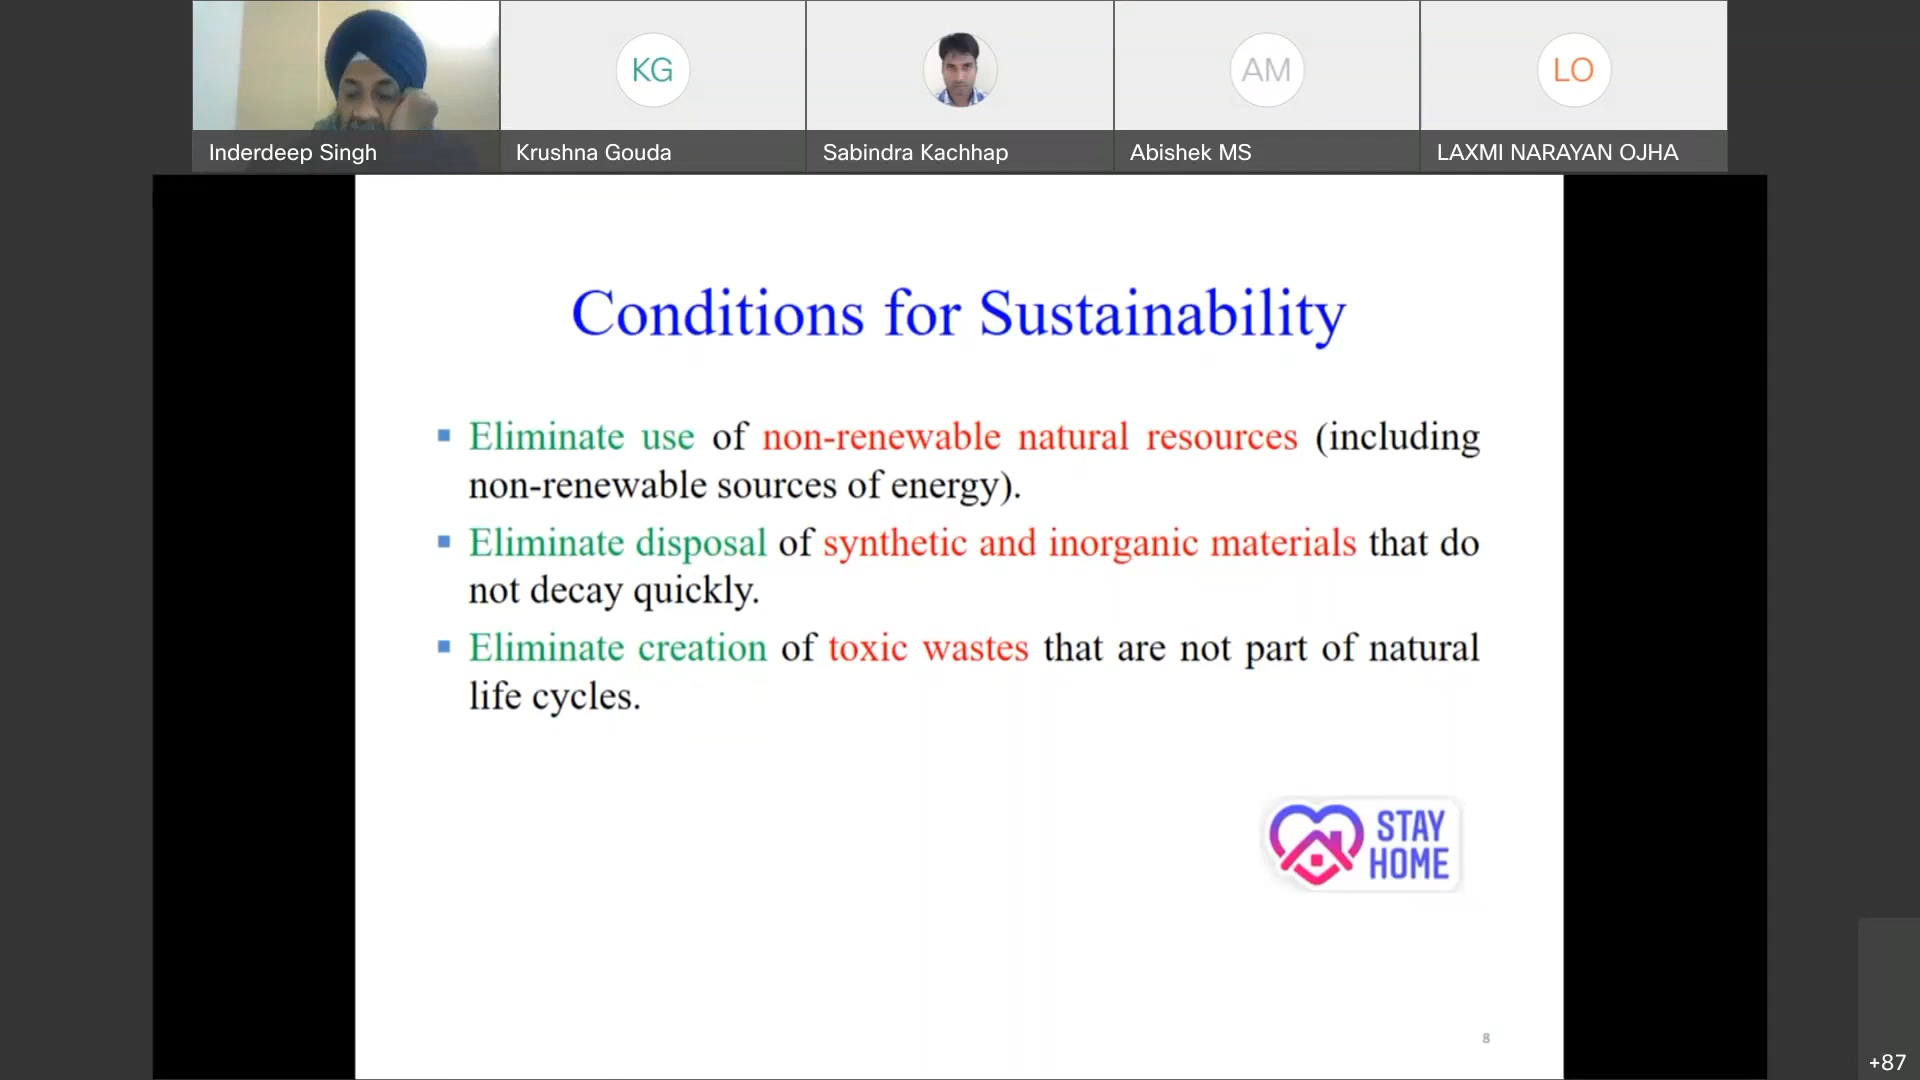 KG
AM
LO
Inderdeep Singh
Krushna Gouda
Sabindra Kachhap
Abishek MS
LAXMI NARAYAN OJHA
Conditions for Sustainability
Eliminate use of non-renewable natural resources (including
non-renewable sources of energy).
Eliminate disposal of synthetic and inorganic materials that do
not decay quickly.
Eliminate creation of toxic wastes that are not part of natural
life cycles.
STAY
HOME
8
+87